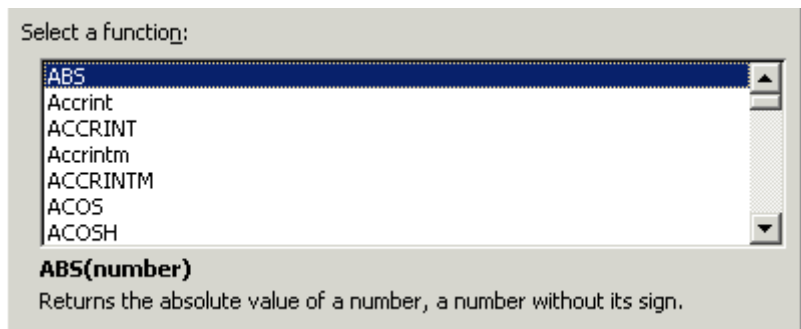 Select a function:
ABS
Accrint
ACCRINT
Accrintm
ACCRINTM
ACOS
ACOSH
ABS(number)
Returns the absolute value of a number, a number without its sign.